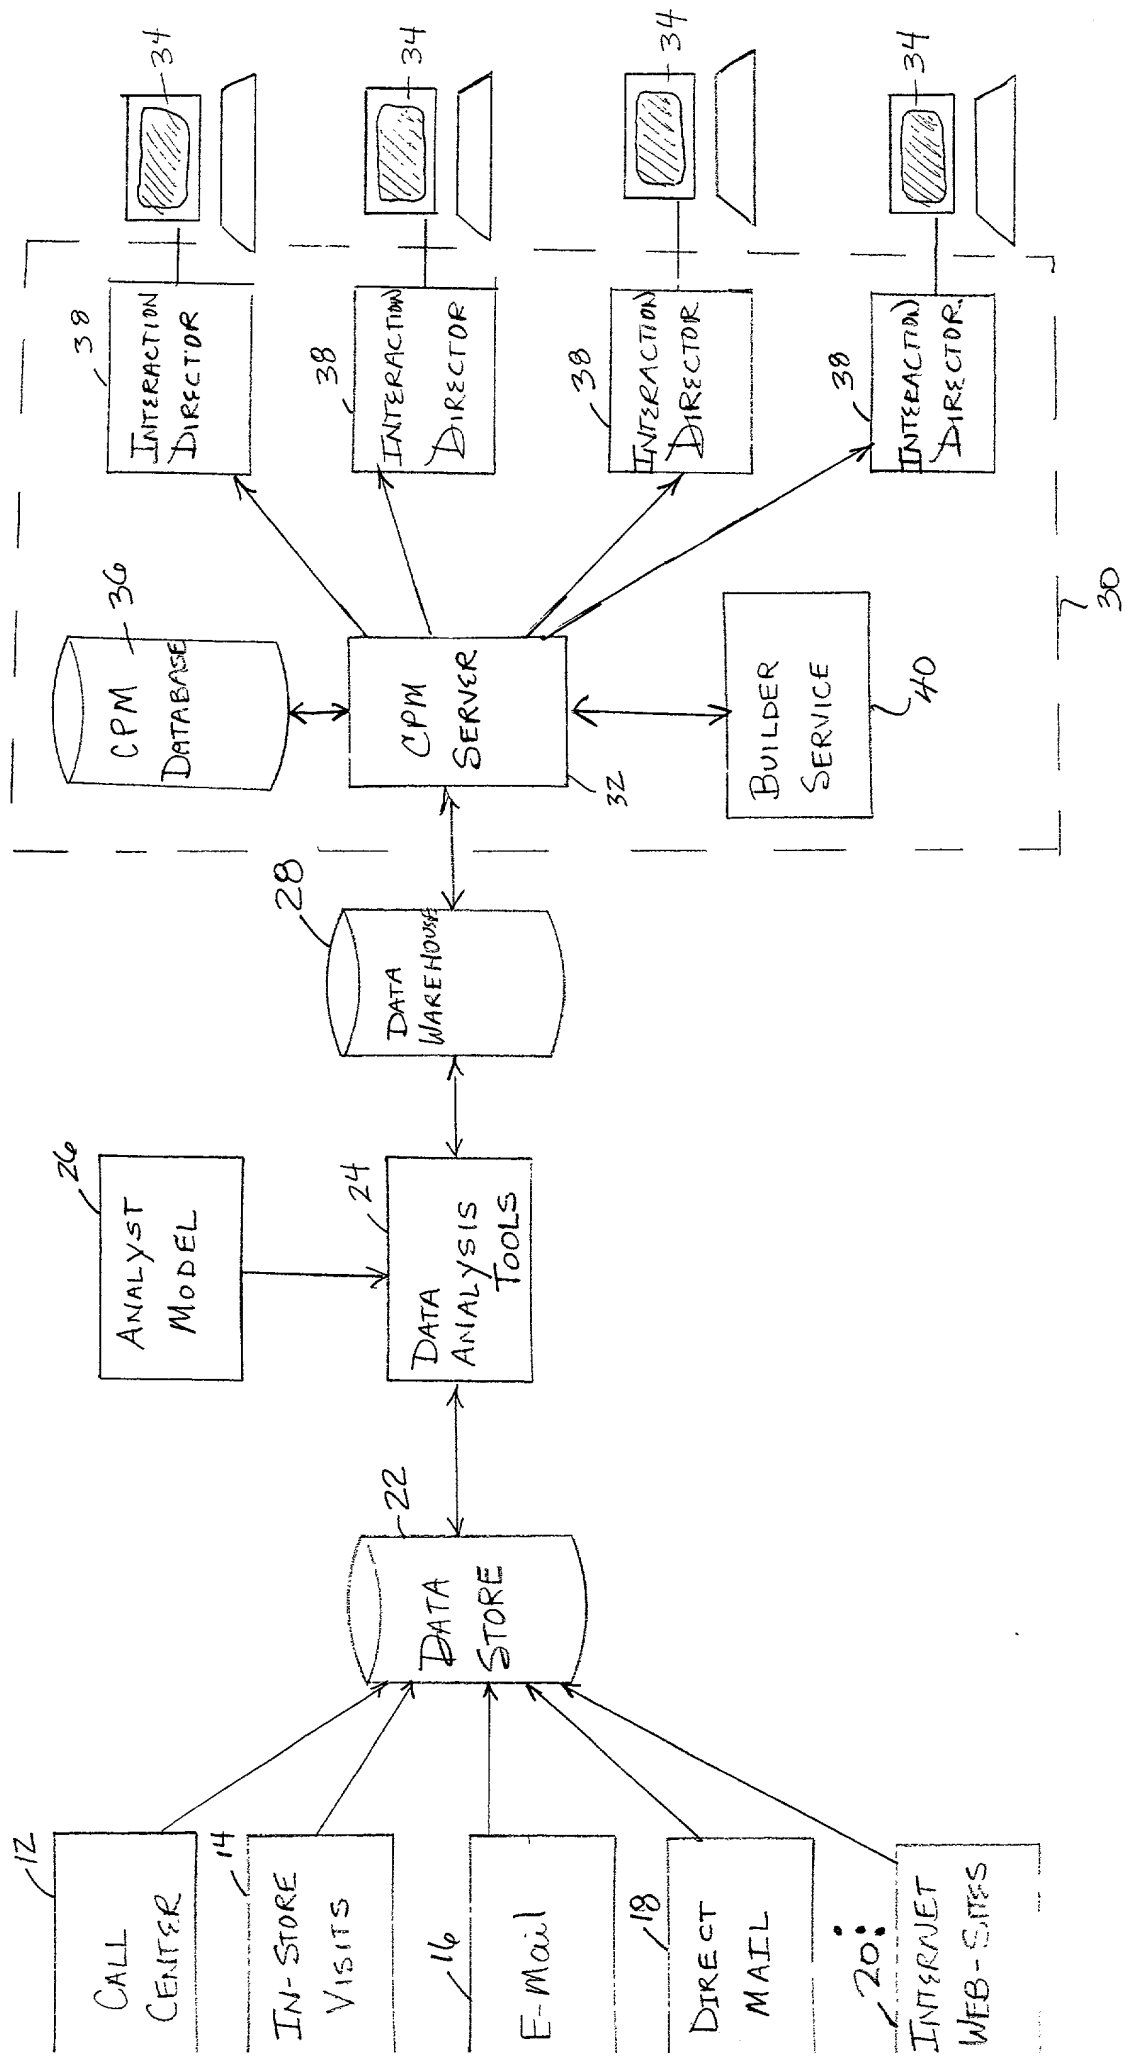 12
CALL
CENTER
14
IN-STORE
VISITS
16
E-Mail
18
DIRECT
MAIL
20
INTERNET
WEB-SITES
22
DATA
STORE
26
ANALYST
MODEL
24
DATA
ANALYSIS
TOOLS
28
DATA
WAREHOUSE
36
CPM
DATABASE
CPM
SERVER
32
BUILDER
SERVICE
40
30
38
INTERACTION
DIRECTOR
38
INTERACTION
DIRECTOR
38
INTERACTION
DIRECTOR
38
INTERACTION
DIRECTOR
34
34
34
34